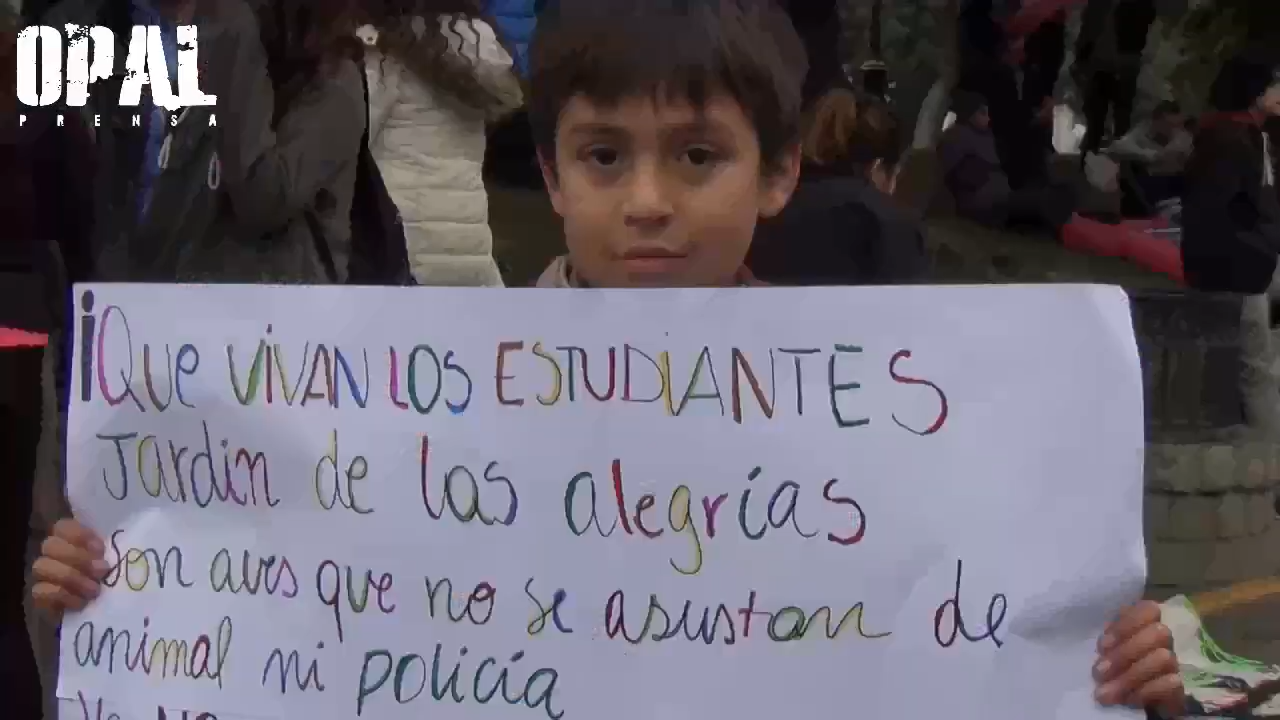 OPAL
PRENSA
¡Que VIVAN LOS ESTUDIANTES
Jardin de las alegrías
Son aves que no se asustan de
animal ni policía